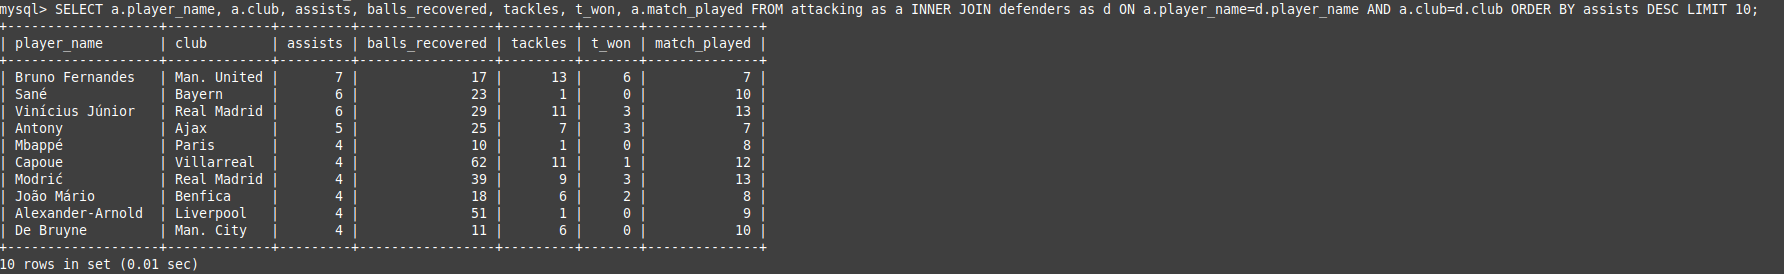 mysql> SELECT a.player_name, a.club, assists, balls_recovered, tackles, t_won, a.match_played FROM attacking as a INNER JOIN defenders as d ON a.player_name=d.player_name AND a.club=d.club ORDER BY assists DESC LIMIT 10;
+------------------+-------------+---------+-----------------+---------+-------+--------------+
| player_name      | club        | assists | balls_recovered | tackles | t_won | match_played |
+------------------+-------------+---------+-----------------+---------+-------+--------------+
| Bruno Fernandes  | Man. United |       7 |              17 |      13 |     6 |            7 |
| Sané             | Bayern      |       6 |              23 |       1 |     0 |           10 |
| Vinícius Júnior  | Real Madrid |       6 |              29 |      11 |     3 |           13 |
| Antony           | Ajax        |       5 |              25 |       7 |     3 |            7 |
| Mbappé           | Paris       |       4 |              10 |       1 |     0 |            8 |
| Capoue           | Villarreal  |       4 |              62 |      11 |     1 |           12 |
| Modrić           | Real Madrid |       4 |              39 |       9 |     3 |           13 |
| João Mário       | Benfica     |       4 |              18 |       6 |     2 |            8 |
| Alexander-Arnold | Liverpool   |       4 |              51 |       1 |     0 |            9 |
| De Bruyne        | Man. City   |       4 |              11 |       6 |     0 |           10 |
+------------------+-------------+---------+-----------------+---------+-------+--------------+
10 rows in set (0.01 sec)